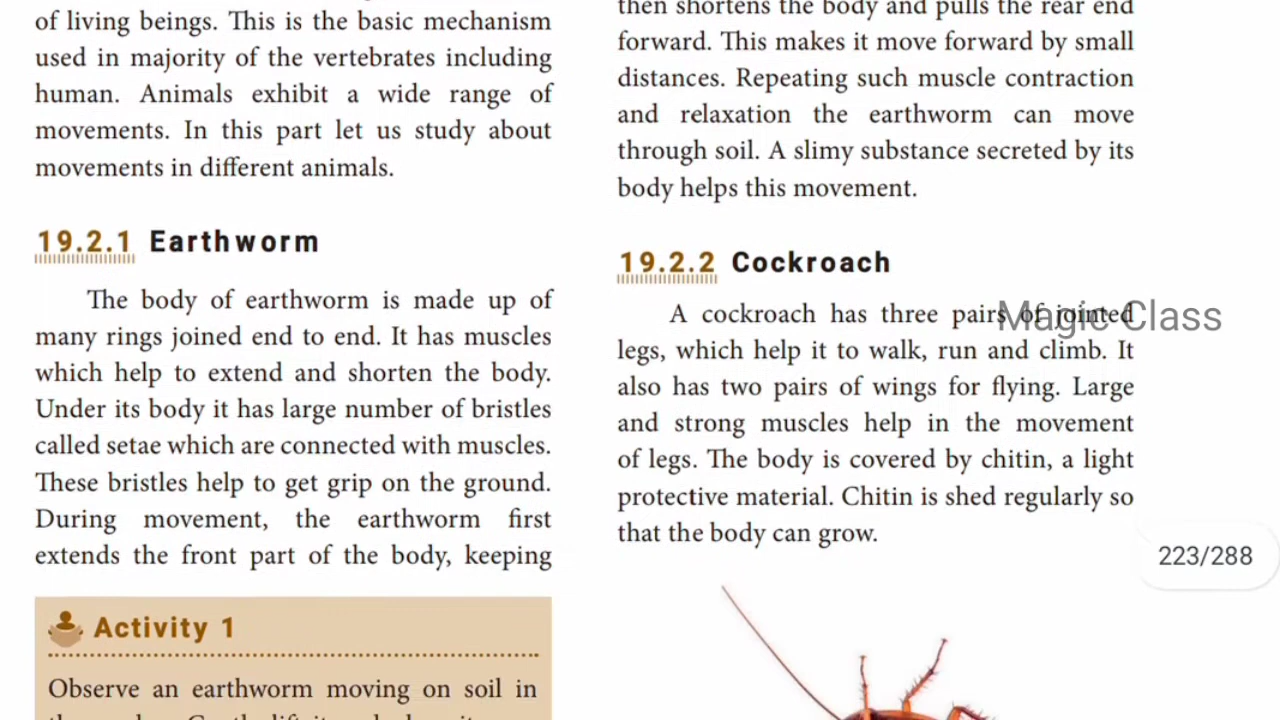 of living beings. This is the basic mechanism
used in majority of the vertebrates including
human. Animals exhibit a wide range of
movements. In this part let us study about
movements in different animals.
19.2.1 Earthworm
The body of earthworm is made up of
many rings joined end to end. It has muscles
which help to extend and shorten the body.
Under its body it has large number of bristles
called setae which are connected with muscles.
These bristles help to get grip on the ground.
During movement, the earthworm first
extends the front part of the body, keeping
Activity 1
Observe an earthworm moving on soil in
then shortens the body and pulls the rear end
forward. This makes it move forward by small
distances. Repeating such muscle contraction
and relaxation the earthworm can move
through soil. A slimy substance secreted by its
body helps this movement.
19.2.2 Cockroach
A cockroach has three pairs of jointed
legs, which help it to walk, run and climb. It
also has two pairs of wings for flying. Large
and strong muscles help in the movement
of legs. The body is covered by chitin, a light
protective material. Chitin is shed regularly so
that the body can grow.
Magic Class
223/288